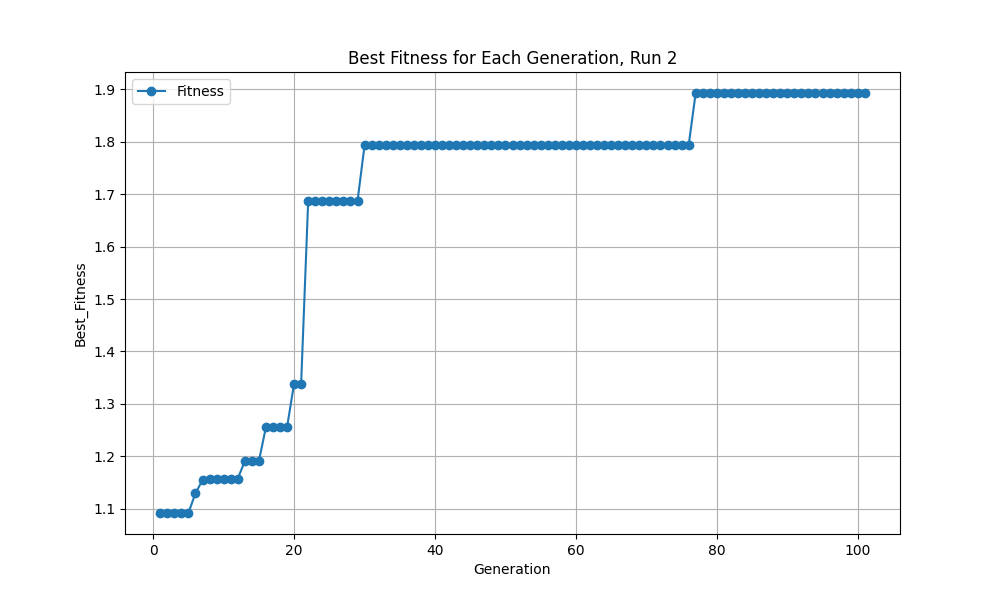 Best Fitness for Each Generation, Run 2
Fitness
Best_Fitness
1.9
1.8
1.7
1.6
1.5
1.4
1.3
1.2
1.1
0 20 40 60 80 100
Generation